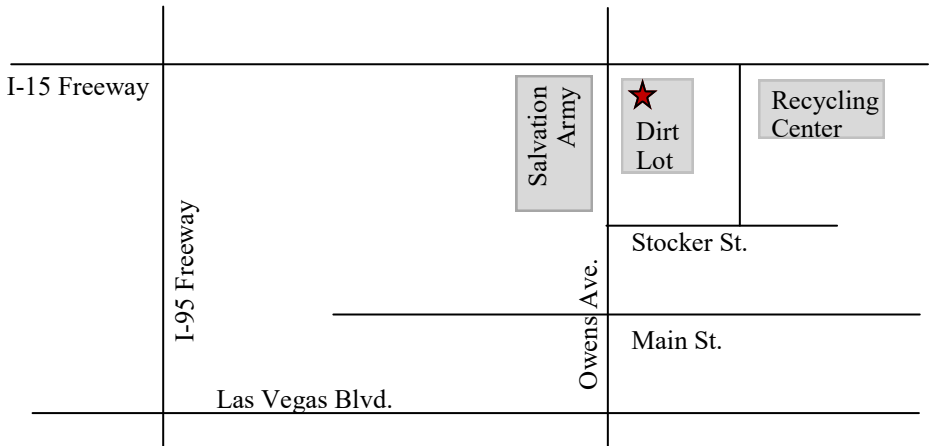 I-15 Freeway
Salvation
Army
Dirt
Lot
Recycling
Center
Stocker St.
I-95 Freeway
Owens Ave.
Main St.
Las Vegas Blvd.